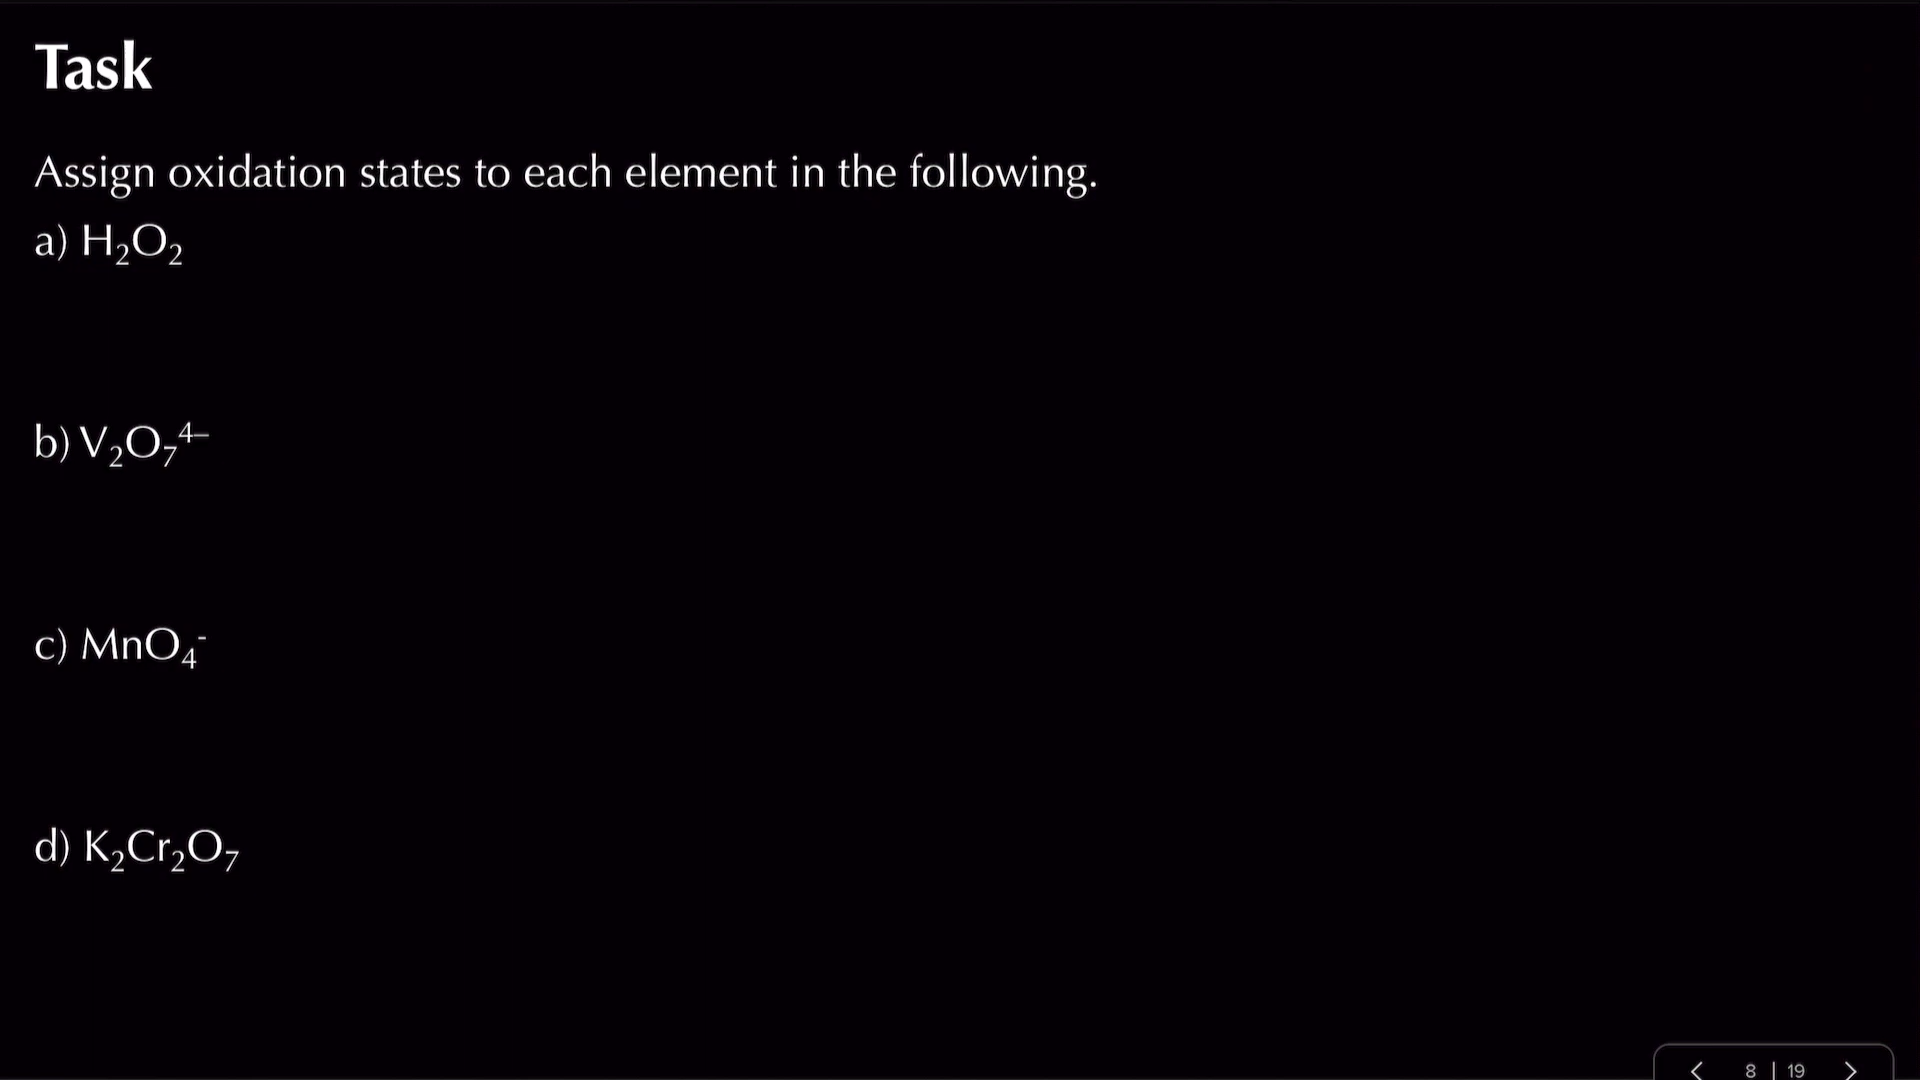 Task
Assign oxidation states to each element in the following.
a) H₂O₂
b) V₂O₇⁴⁻
c) MnO₄⁻
d) K₂Cr₂O₇
< 8 | 19 >